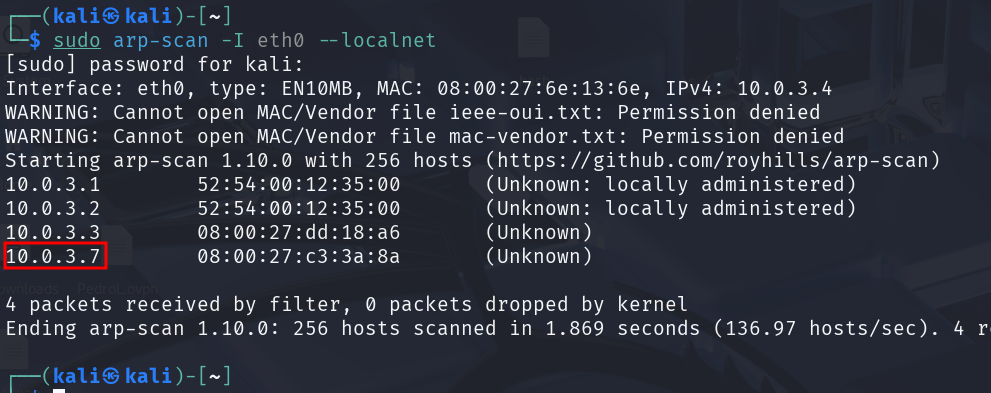 ┌──(kali㉿kali)-[~]
└─$ sudo arp-scan -I eth0 --localnet
[sudo] password for kali:
Interface: eth0, type: EN10MB, MAC: 08:00:27:6e:13:6e, IPv4: 10.0.3.4
WARNING: Cannot open MAC/Vendor file ieee-oui.txt: Permission denied
WARNING: Cannot open MAC/Vendor file mac-vendor.txt: Permission denied
Starting arp-scan 1.10.0 with 256 hosts (https://github.com/royhills/arp-scan)
10.0.3.1 52:54:00:12:35:00 (Unknown: locally administered)
10.0.3.2 52:54:00:12:35:00 (Unknown: locally administered)
10.0.3.3 08:00:27:dd:18:a6 (Unknown)
10.0.3.7 08:00:27:c3:3a:8a (Unknown)
4 packets received by filter, 0 packets dropped by kernel
Ending arp-scan 1.10.0: 256 hosts scanned in 1.869 seconds (136.97 hosts/sec). 4
┌──(kali㉿kali)-[~]
└─$